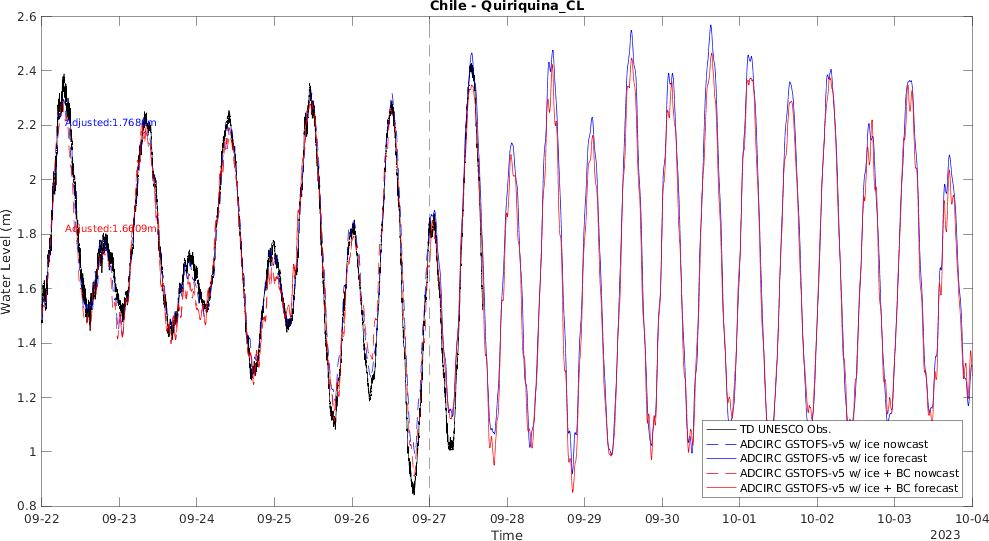 Chile - Quiriquina_CL
2.6
2.4
2.2
2
1.8
1.6
1.4
1.2
1
0.8
Water Level (m)
Adjusted:1.7680m
Adjusted:1.6609m
TD UNESCO Obs.
ADCIRC GSTOFS-v5 w/ ice nowcast
ADCIRC GSTOFS-v5 w/ ice forecast
ADCIRC GSTOFS-v5 w/ ice + BC nowcast
ADCIRC GSTOFS-v5 w/ ice + BC forecast
09-22 09-23 09-24 09-25 09-26 09-27 09-28 09-29 09-30 10-01 10-02 10-03 10-04
Time
2023